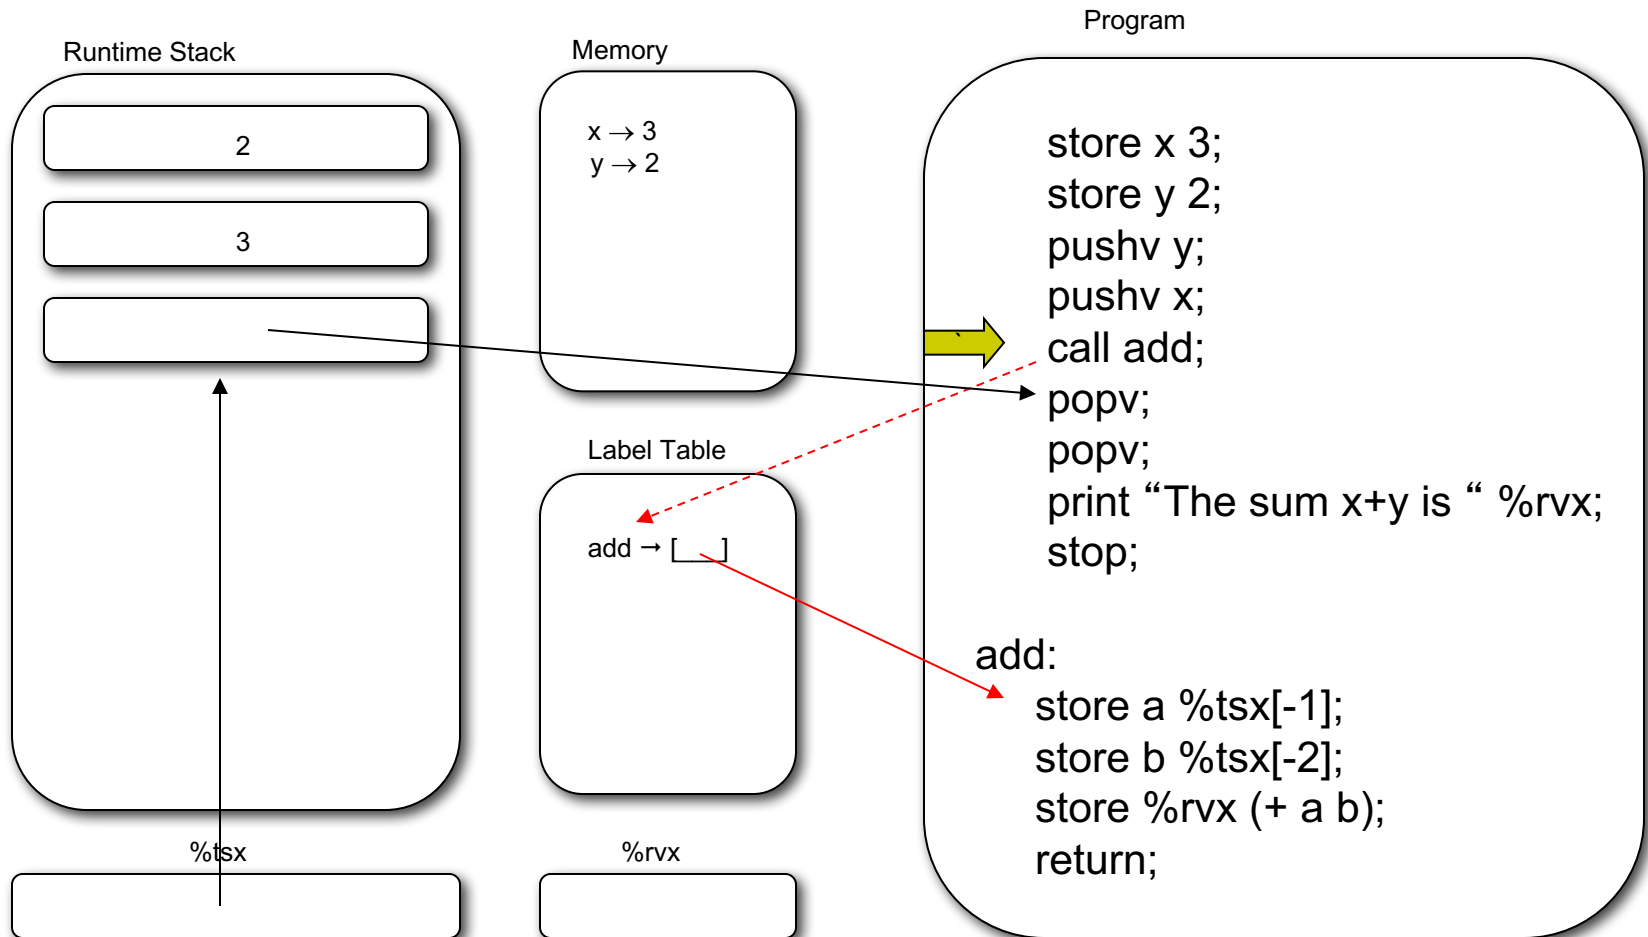 Program
Runtime Stack
Memory
2
3
x → 3
y → 2
Label Table
add → [___]
%tsx
%rvx
store x 3;
store y 2;
pushv y;
pushv x;
`
call add;
popv;
popv;
print “The sum x+y is “ %rvx;
stop;
add:
store a %tsx[-1];
store b %tsx[-2];
store %rvx (+ a b);
return;